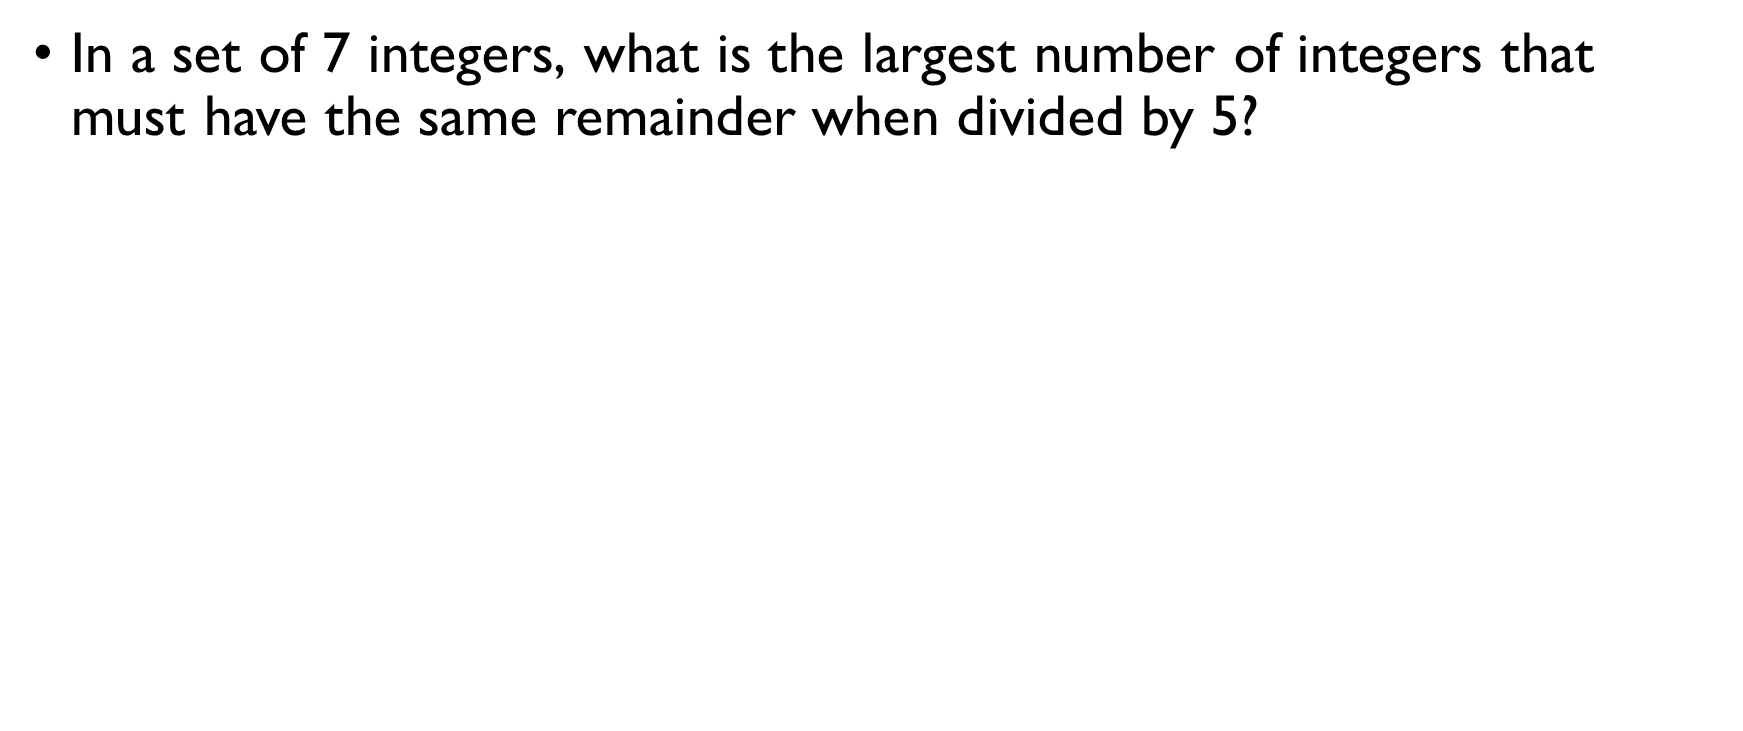 • In a set of 7 integers, what is the largest number of integers that
must have the same remainder when divided by 5?